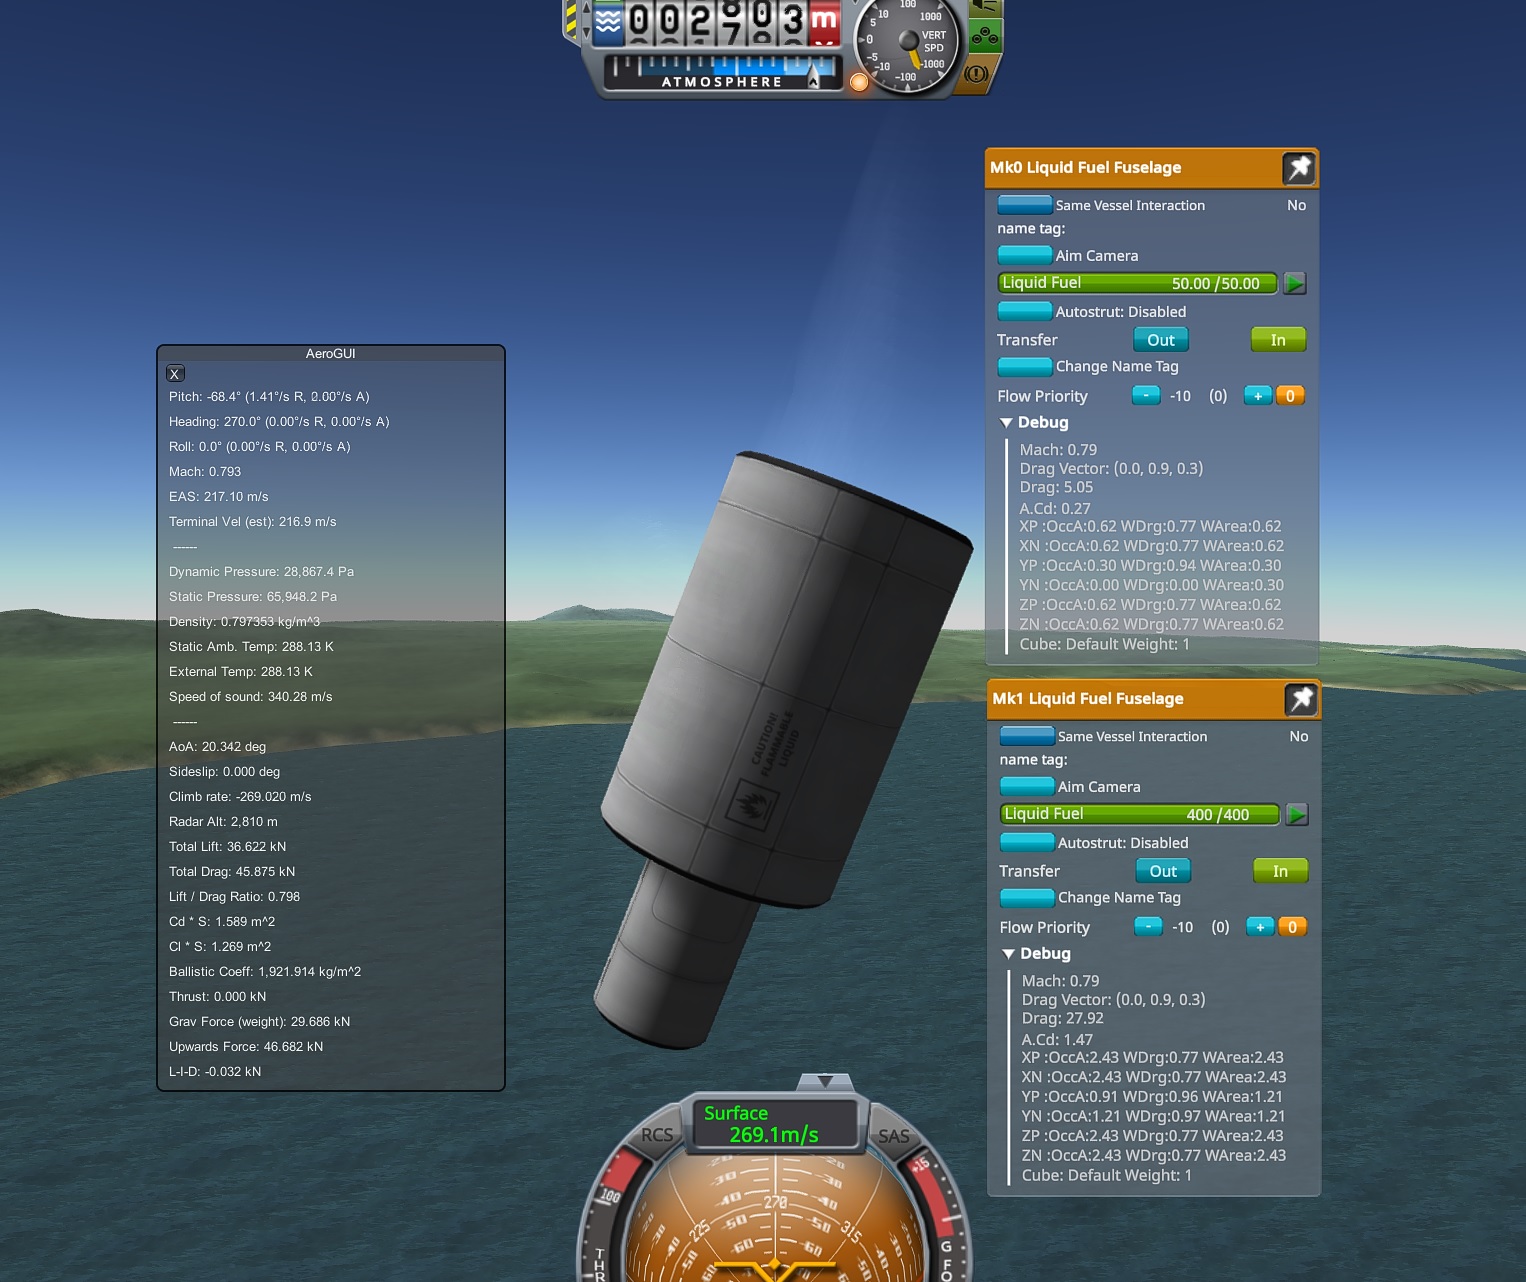 002803m
ATMOSPHERE
VERT
SPD
100
1000
10
5
0
-5
-10
-100
-1000
Mk0 Liquid Fuel Fuselage
Same Vessel Interaction No
name tag:
Aim Camera
Liquid Fuel 50.00 /50.00
Autostrut: Disabled
Transfer Out In
Change Name Tag
Flow Priority - -10 (0) + 0
Debug
Mach: 0.79
Drag Vector: (0.0, 0.9, 0.3)
Drag: 5.05
A.Cd: 0.27
XP :OccA:0.62 WDrg:0.77 WArea:0.62
XN :OccA:0.62 WDrg:0.77 WArea:0.62
YP :OccA:0.30 WDrg:0.94 WArea:0.30
YN :OccA:0.00 WDrg:0.00 WArea:0.30
ZP :OccA:0.62 WDrg:0.77 WArea:0.62
ZN :OccA:0.62 WDrg:0.77 WArea:0.62
Cube: Default Weight: 1
AeroGUI
X
Pitch: -68.4° (1.41°/s R, 2.00°/s A)
Heading: 270.0° (0.00°/s R, 0.00°/s A)
Roll: 0.0° (0.00°/s R, 0.00°/s A)
Mach: 0.793
EAS: 217.10 m/s
Terminal Vel (est): 216.9 m/s
------
Dynamic Pressure: 28,867.4 Pa
Static Pressure: 65,948.2 Pa
Density: 0.797353 kg/m^3
Static Amb. Temp: 288.13 K
External Temp: 288.13 K
Speed of sound: 340.28 m/s
------
AoA: 20.342 deg
Sideslip: 0.000 deg
Climb rate: -269.020 m/s
Radar Alt: 2,810 m
Total Lift: 36.622 kN
Total Drag: 45.875 kN
Lift / Drag Ratio: 0.798
Cd * S: 1.589 m^2
Cl * S: 1.269 m^2
Ballistic Coeff: 1,921.914 kg/m^2
Thrust: 0.000 kN
Grav Force (weight): 29.686 kN
Upwards Force: 46.682 kN
L-I-D: -0.032 kN
CAUTION!
FLAMMABLE
LIQUID
Mk1 Liquid Fuel Fuselage
Same Vessel Interaction No
name tag:
Aim Camera
Liquid Fuel 400 /400
Autostrut: Disabled
Transfer Out In
Change Name Tag
Flow Priority - -10 (0) + 0
Debug
Mach: 0.79
Drag Vector: (0.0, 0.9, 0.3)
Drag: 27.92
A.Cd: 1.47
XP :OccA:2.43 WDrg:0.77 WArea:2.43
XN :OccA:2.43 WDrg:0.77 WArea:2.43
YP :OccA:0.91 WDrg:0.96 WArea:1.21
YN :OccA:1.21 WDrg:0.97 WArea:1.21
ZP :OccA:2.43 WDrg:0.77 WArea:2.43
ZN :OccA:2.43 WDrg:0.77 WArea:2.43
Cube: Default Weight: 1
Surface
269.1m/s
RCS
SAS
100
+15
THR
G FO
225
270
315
-40
-40
-50
-50
-60
-60